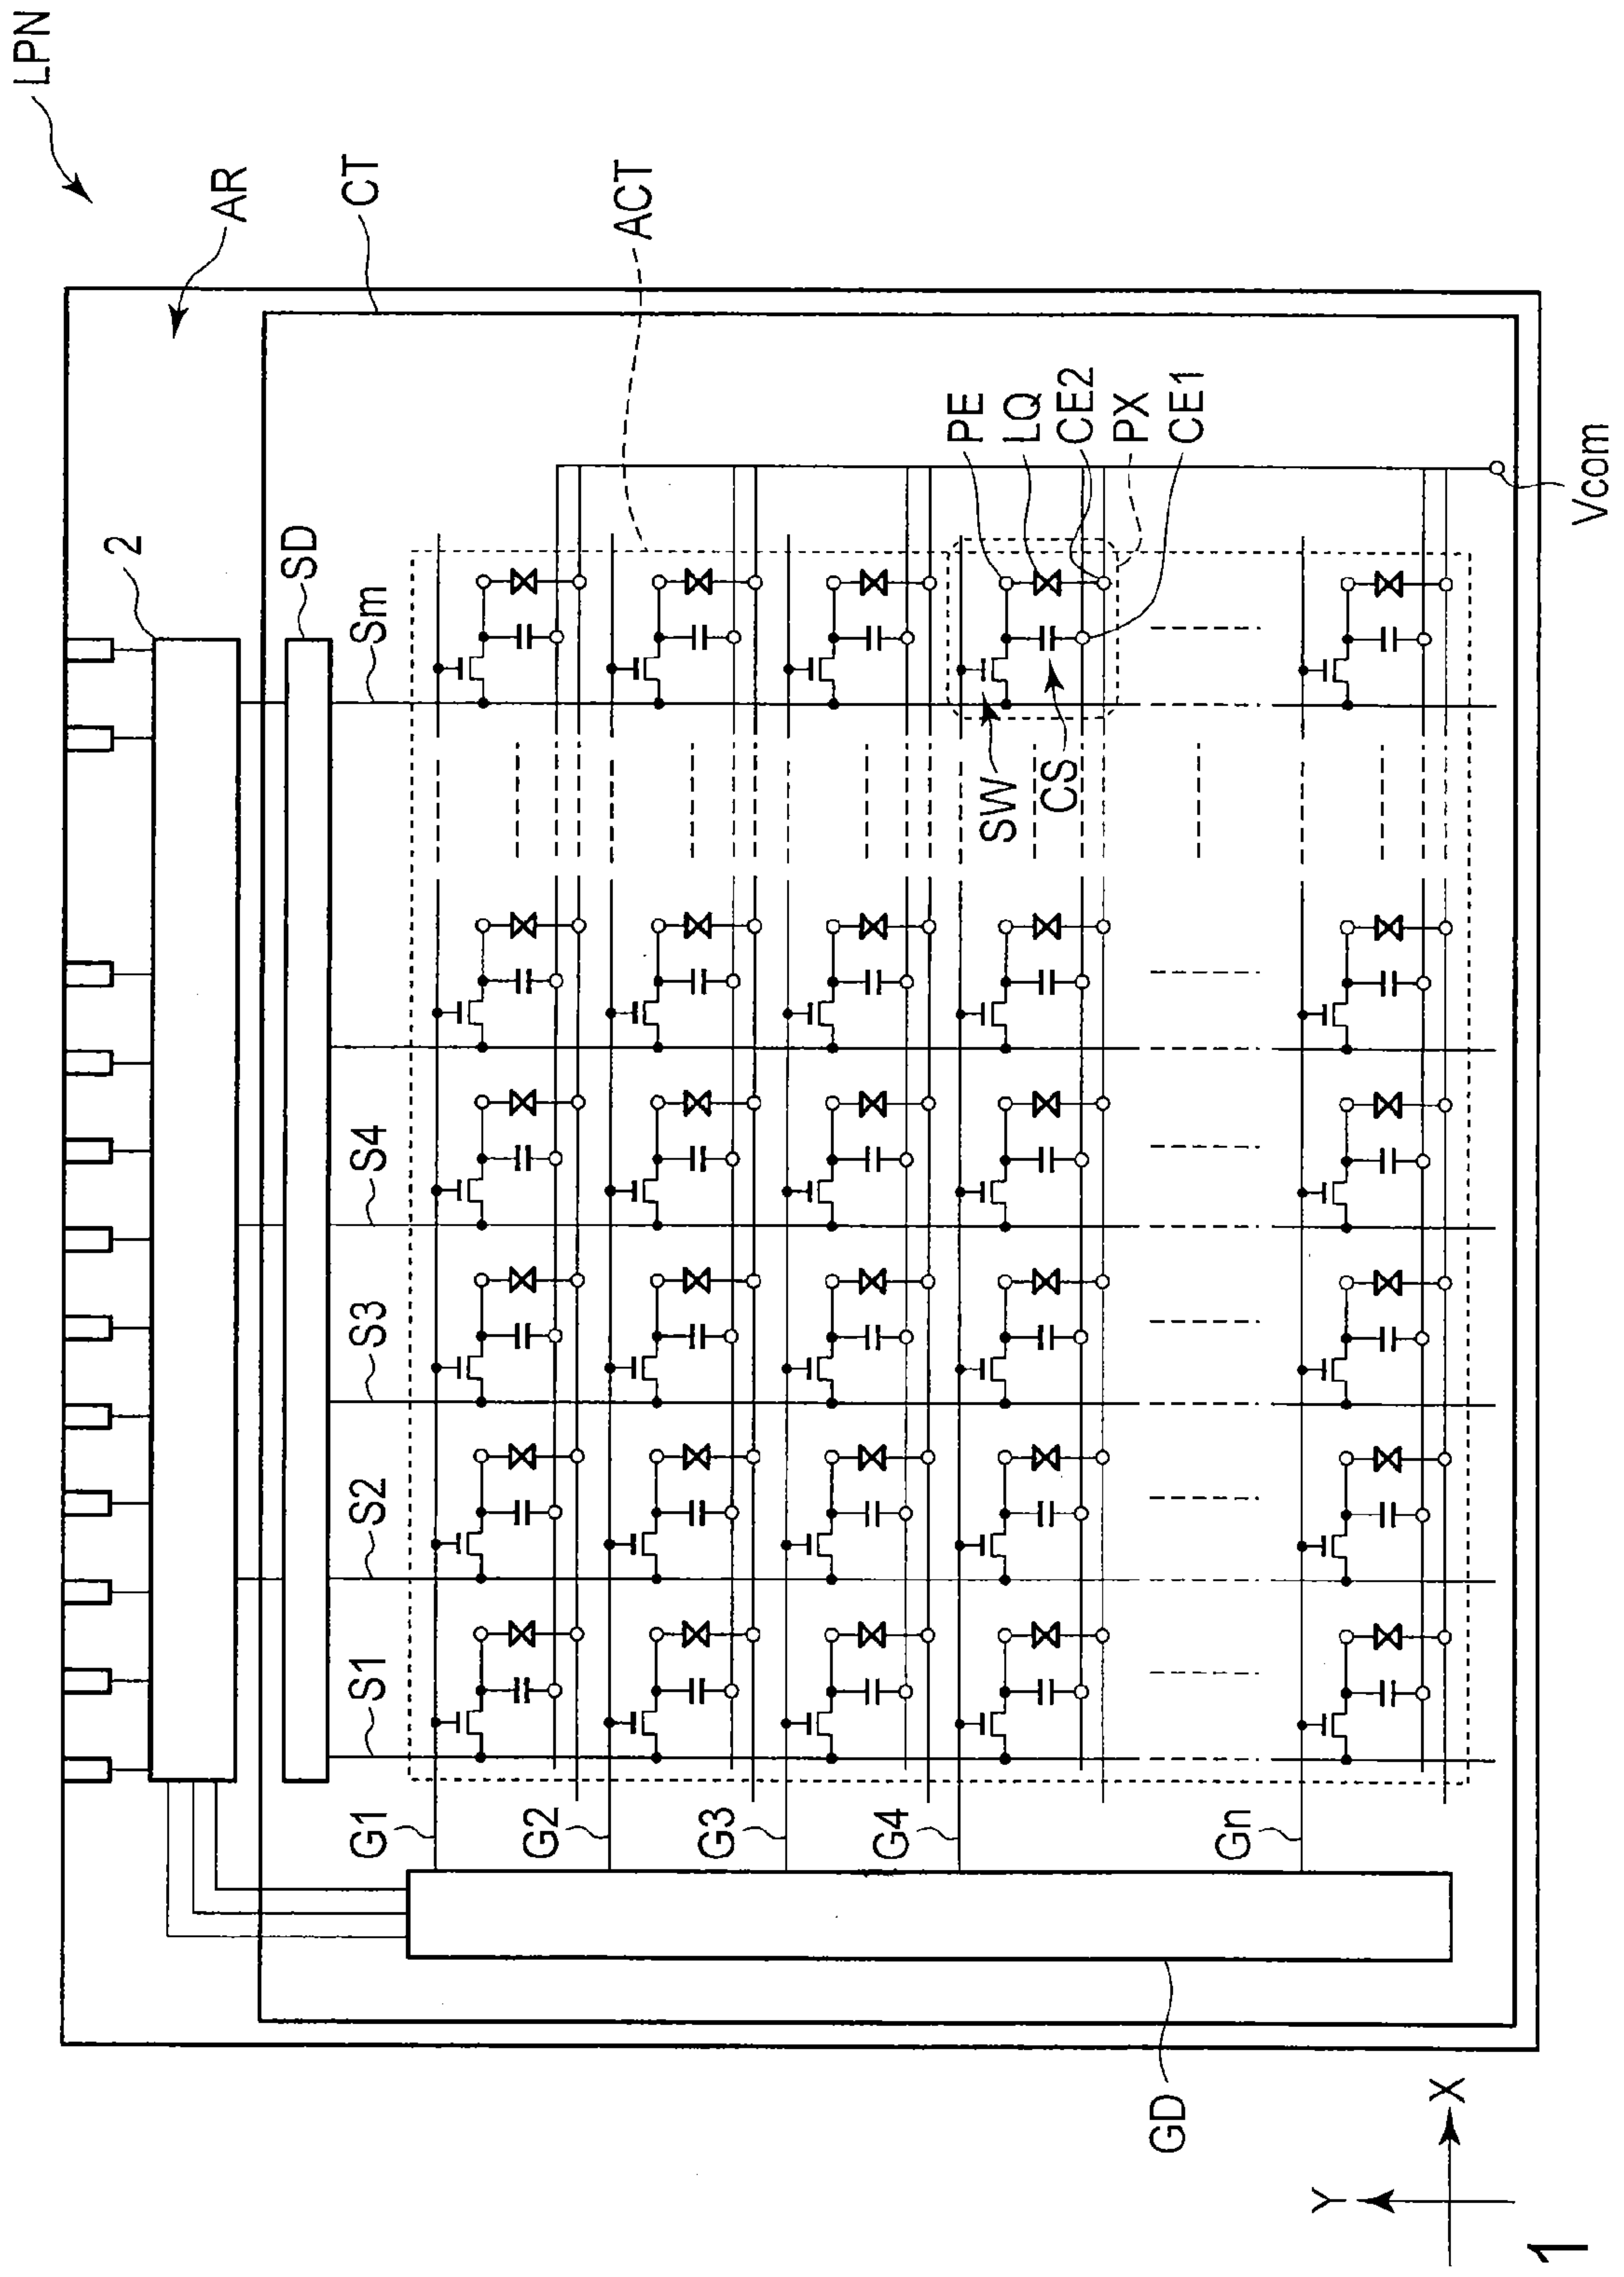 LPN
AR
CT
ACT
2
SD
Sm
S4
S3
S2
S1
PE
LQ
CE2
PX
CE1
SW
CS
Vcom
G1
G2
G3
G4
Gn
GD
Y
X
1